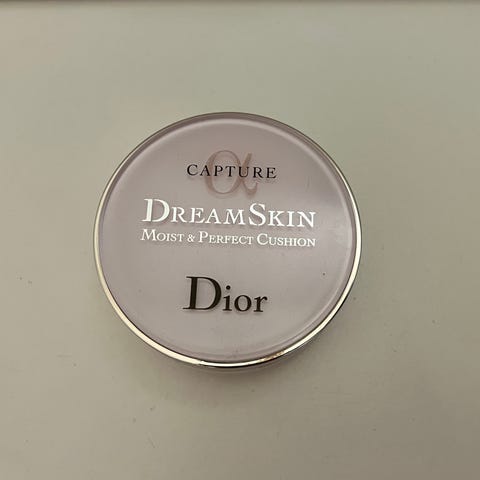 α
CAPTURE
DREAMSKIN
MOIST & PERFECT CUSHION
Dior